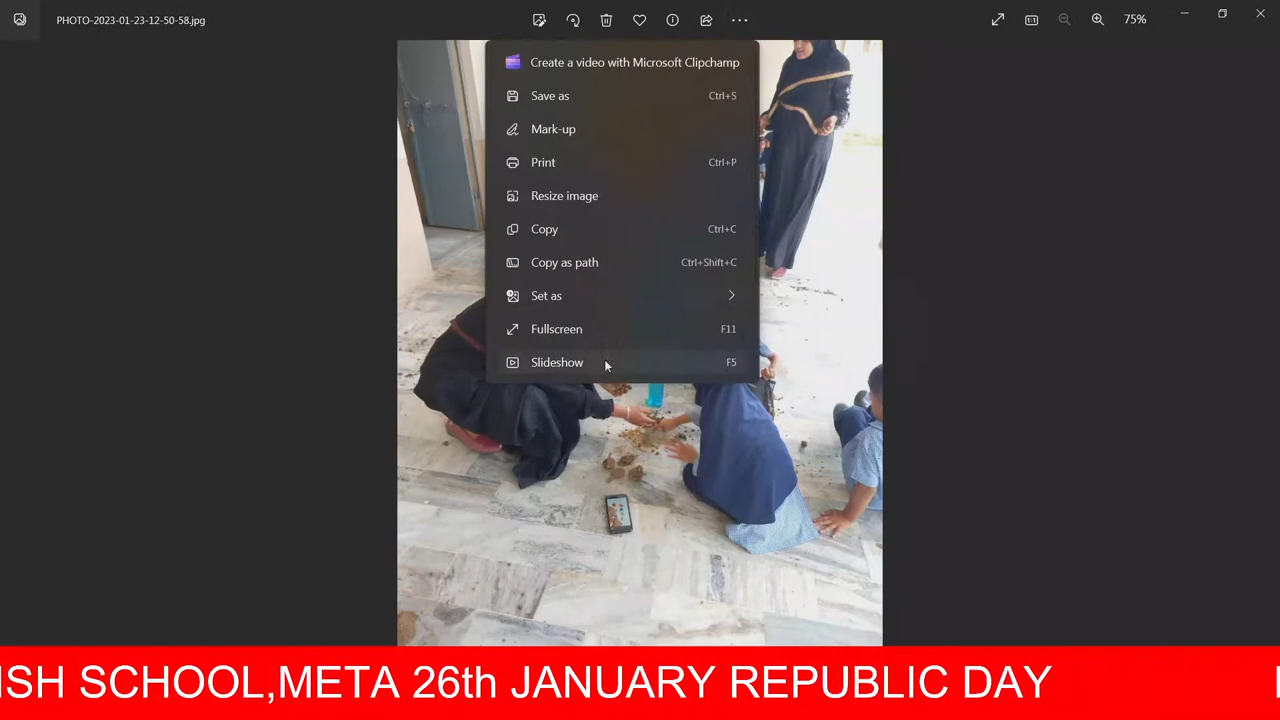 PHOTO-2023-01-23-12-50-58.jpg
75%
Create a video with Microsoft Clipchamp
Save as Ctrl+S
Mark-up
Print Ctrl+P
Resize image
Copy Ctrl+C
Copy as path Ctrl+Shift+C
Set as
Fullscreen F11
Slideshow F5
ISH SCHOOL,META 26th JANUARY REPUBLIC DAY